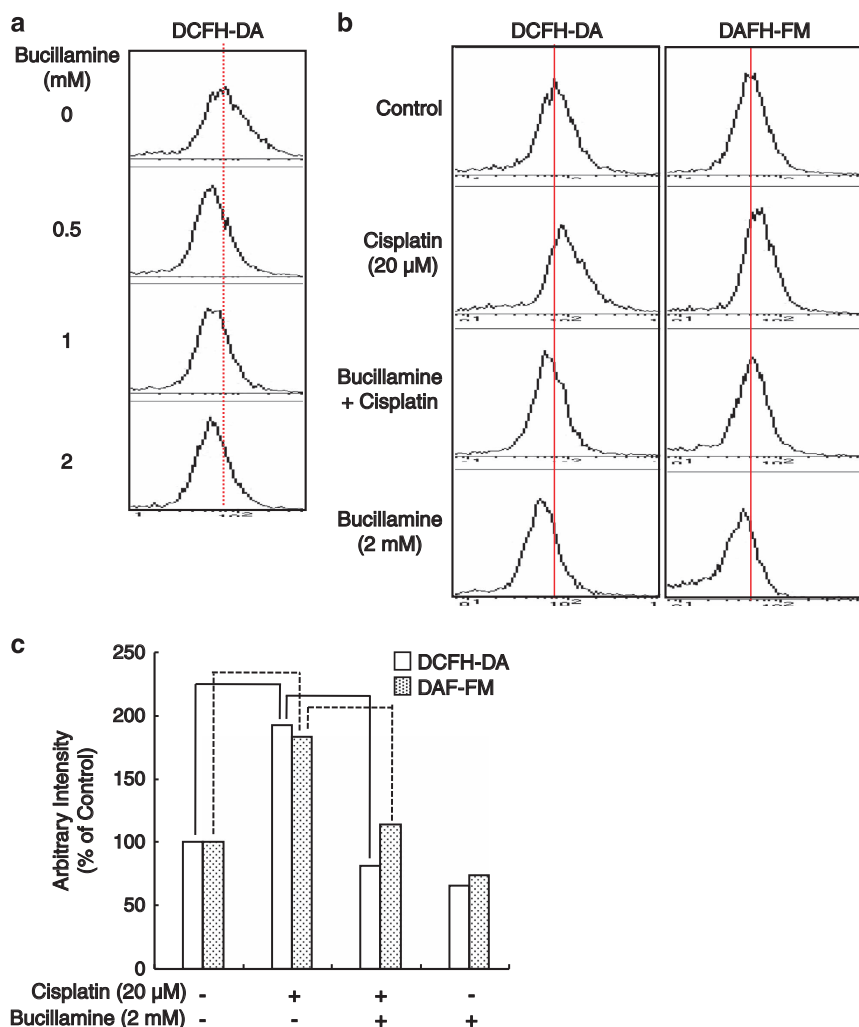 a
DCFH-DA
Bucillamine
(mM)
0
0.5
1
2
b
DCFH-DA
DAFH-FM
Control
Cisplatin
(20 μM)
Bucillamine
+ Cisplatin
Bucillamine
(2 mM)
c
250
200
150
100
50
0
Arbitrary Intensity
(% of Control)
DCFH-DA
DAF-FM
Cisplatin (20 μM) - + + -
Bucillamine (2 mM) - - + +